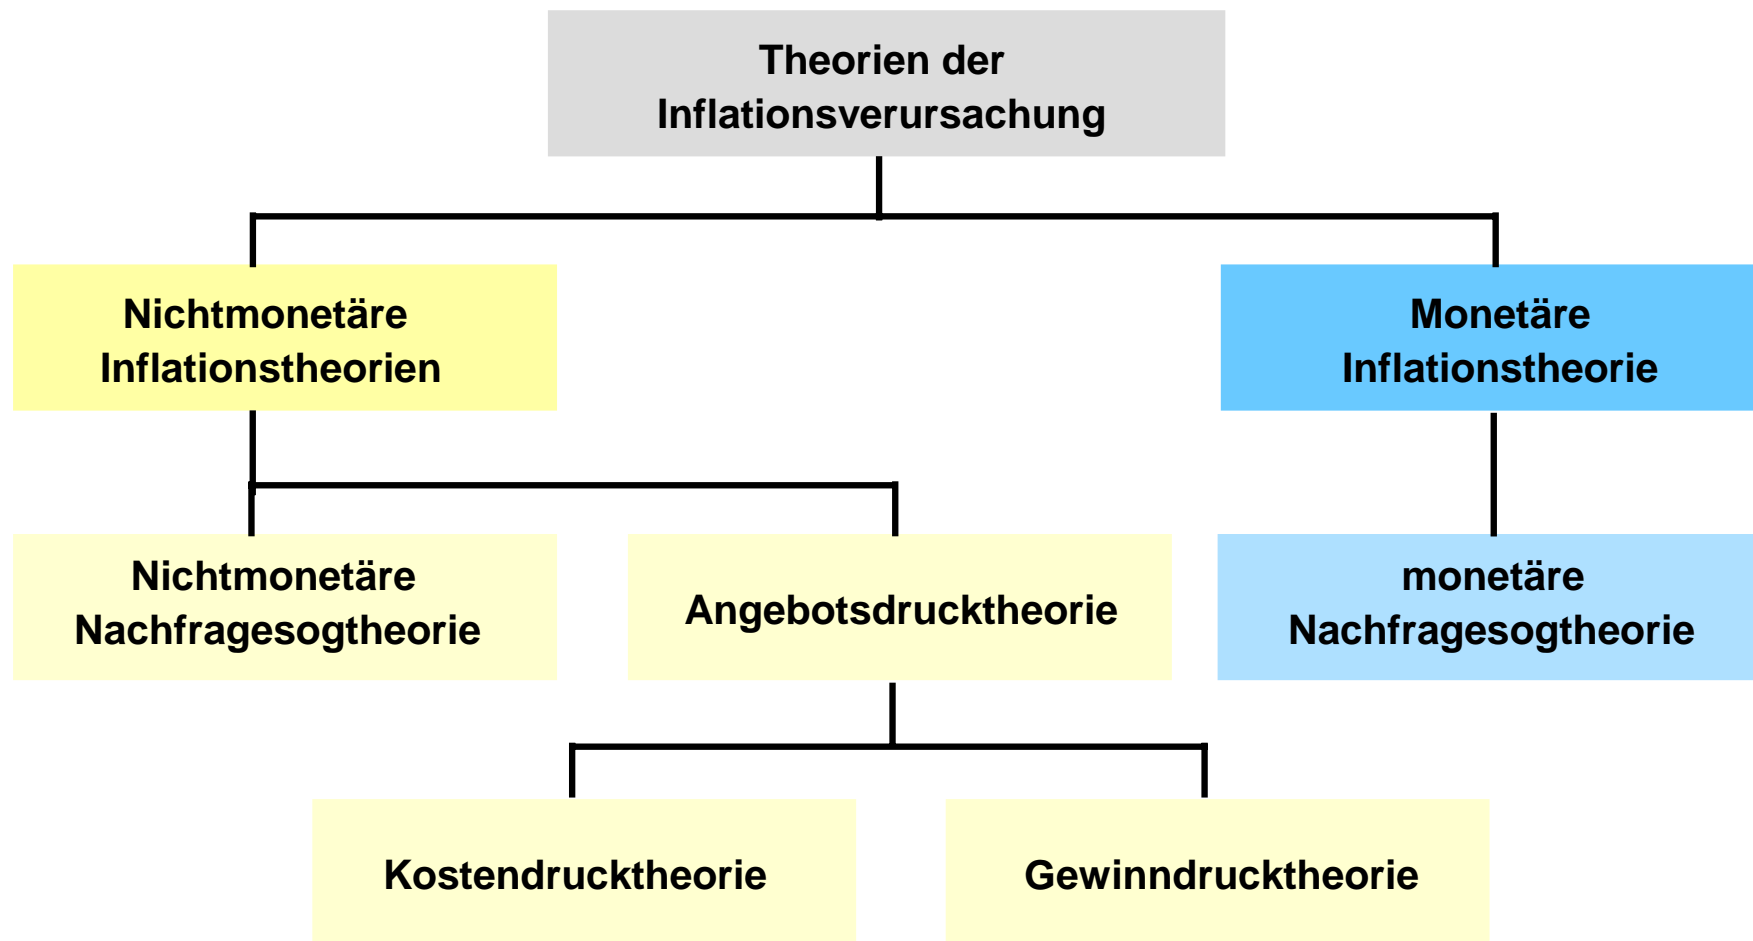 Theorien der
Inflationsverursachung
Nichtmonetäre
Inflationstheorien
Monetäre
Inflationstheorie
Nichtmonetäre
Nachfragesogtheorie
Angebotsdrucktheorie
monetäre
Nachfragesogtheorie
Kostendrucktheorie
Gewinndrucktheorie